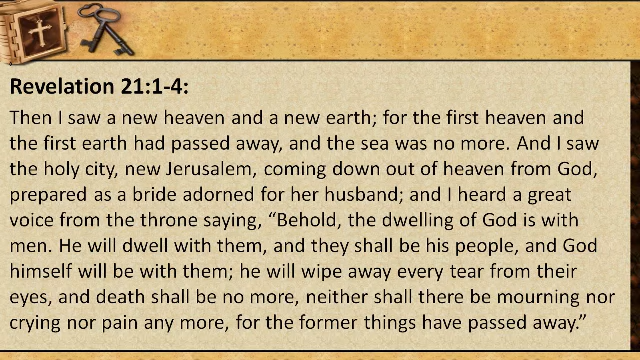 Revelation 21:1-4:
Then I saw a new heaven and a new earth; for the first heaven and
the first earth had passed away, and the sea was no more. And I saw
the holy city, new Jerusalem, coming down out of heaven from God,
prepared as a bride adorned for her husband; and I heard a great
voice from the throne saying, “Behold, the dwelling of God is with
men. He will dwell with them, and they shall be his people, and God
himself will be with them; he will wipe away every tear from their
eyes, and death shall be no more, neither shall there be mourning nor
crying nor pain any more, for the former things have passed away.”